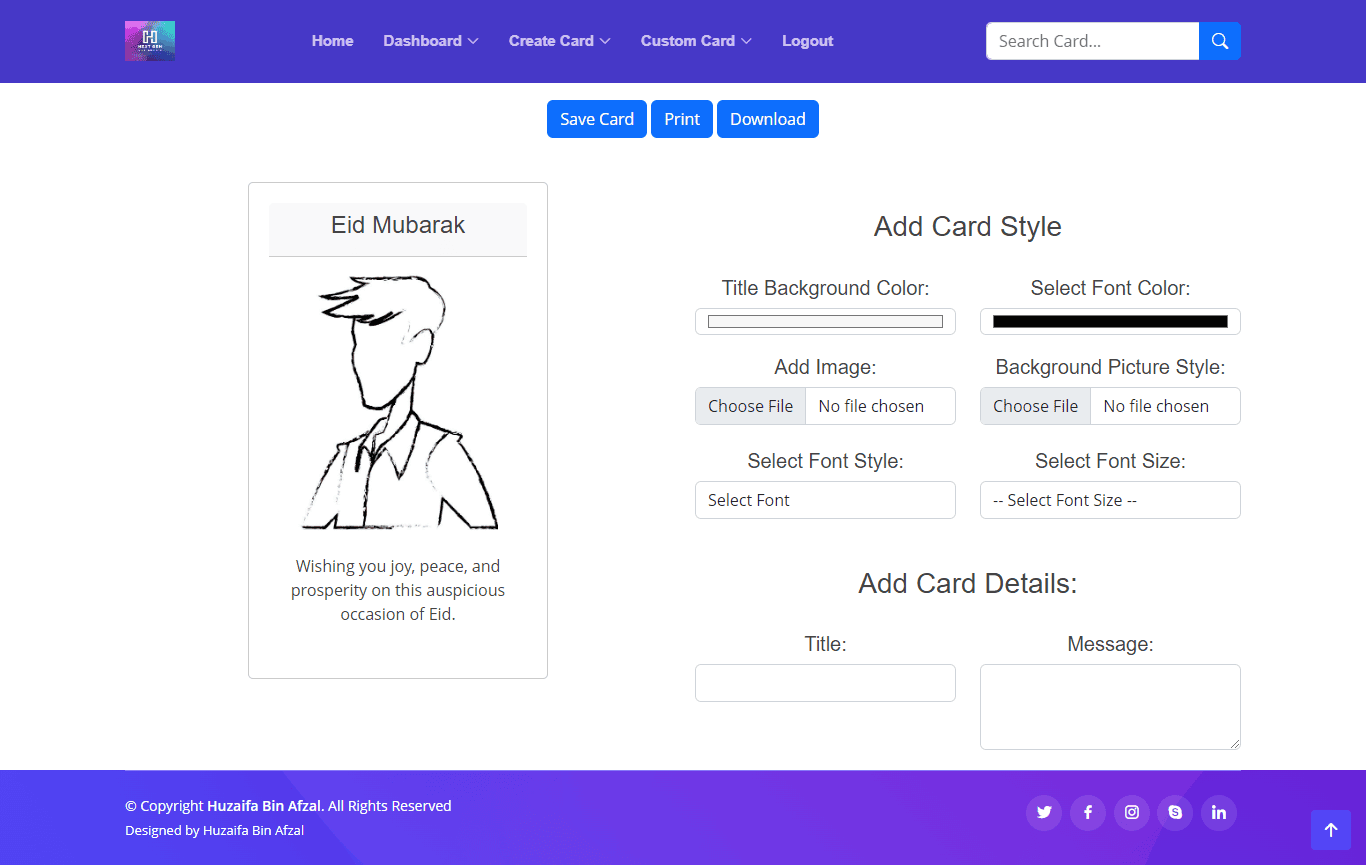 Home Dashboard Create Card Custom Card Logout Search Card...
Save Card Print Download
Eid Mubarak
Wishing you joy, peace, and
prosperity on this auspicious
occasion of Eid.
Add Card Style
Title Background Color: Select Font Color:
Add Image: Background Picture Style:
Choose File No file chosen Choose File No file chosen
Select Font Style: Select Font Size:
Select Font -- Select Font Size --
Add Card Details:
Title: Message:
© Copyright Huzaifa Bin Afzal. All Rights Reserved
Designed by Huzaifa Bin Afzal